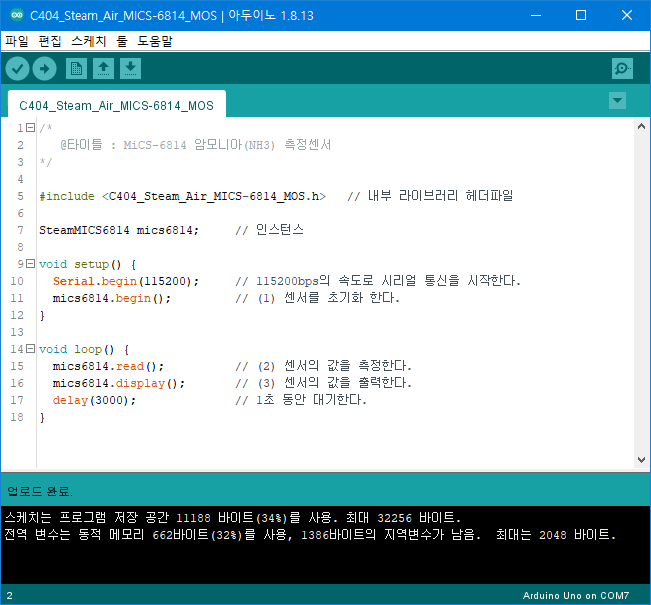 C404_Steam_Air_MICS-6814_MOS | 아두이노 1.8.13
파일 편집 스케치 툴 도움말
C404_Steam_Air_MICS-6814_MOS
1 /*
2 @타이틀 : MiCS-6814 암모니아(NH3) 측정센서
3 */
4
5 #include <C404_Steam_Air_MICS-6814_MOS.h> // 내부 라이브러리 헤더파일
6
7 SteamMICS6814 mics6814; // 인스턴스
8
9 void setup() {
10 Serial.begin(115200); // 115200bps의 속도로 시리얼 통신을 시작한다.
11 mics6814.begin(); // (1) 센서를 초기화 한다.
12 }
13
14 void loop() {
15 mics6814.read(); // (2) 센서의 값을 측정한다.
16 mics6814.display(); // (3) 센서의 값을 출력한다.
17 delay(3000); // 1초 동안 대기한다.
18 }
업로드 완료.
스케치는 프로그램 저장 공간 11188 바이트(34%)를 사용. 최대 32256 바이트.
전역 변수는 동적 메모리 662바이트(32%)를 사용, 1386바이트의 지역변수가 남음.  최대는 2048 바이트.
2 Arduino Uno on COM7